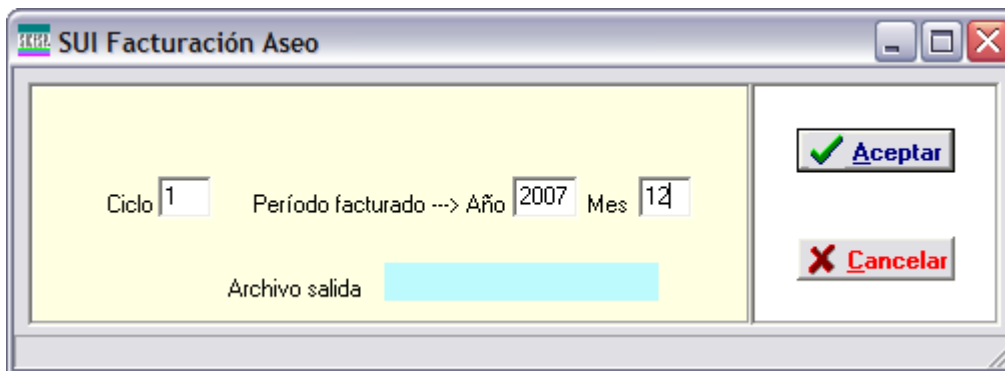 SUI Facturación Aseo
Aceptar
Ciclo 1 Período facturado ---> Año 2007 Mes 12
Cancelar
Archivo salida